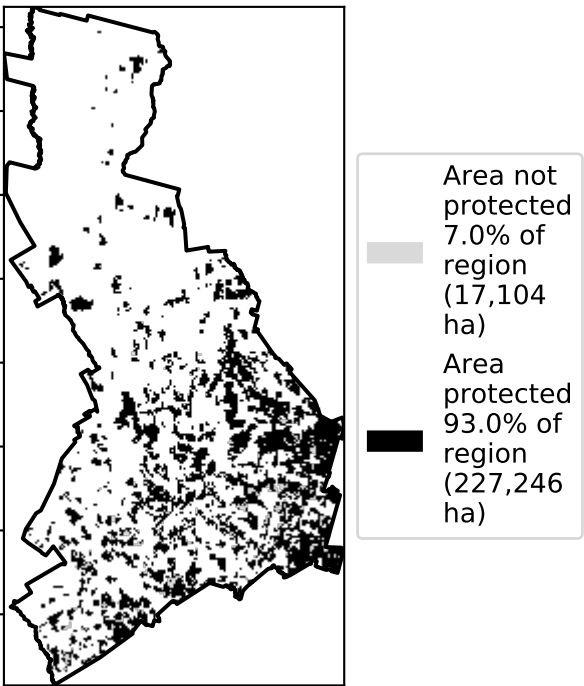 Area not
protected
7.0% of
region
(17,104
ha)
Area
protected
93.0% of
region
(227,246
ha)